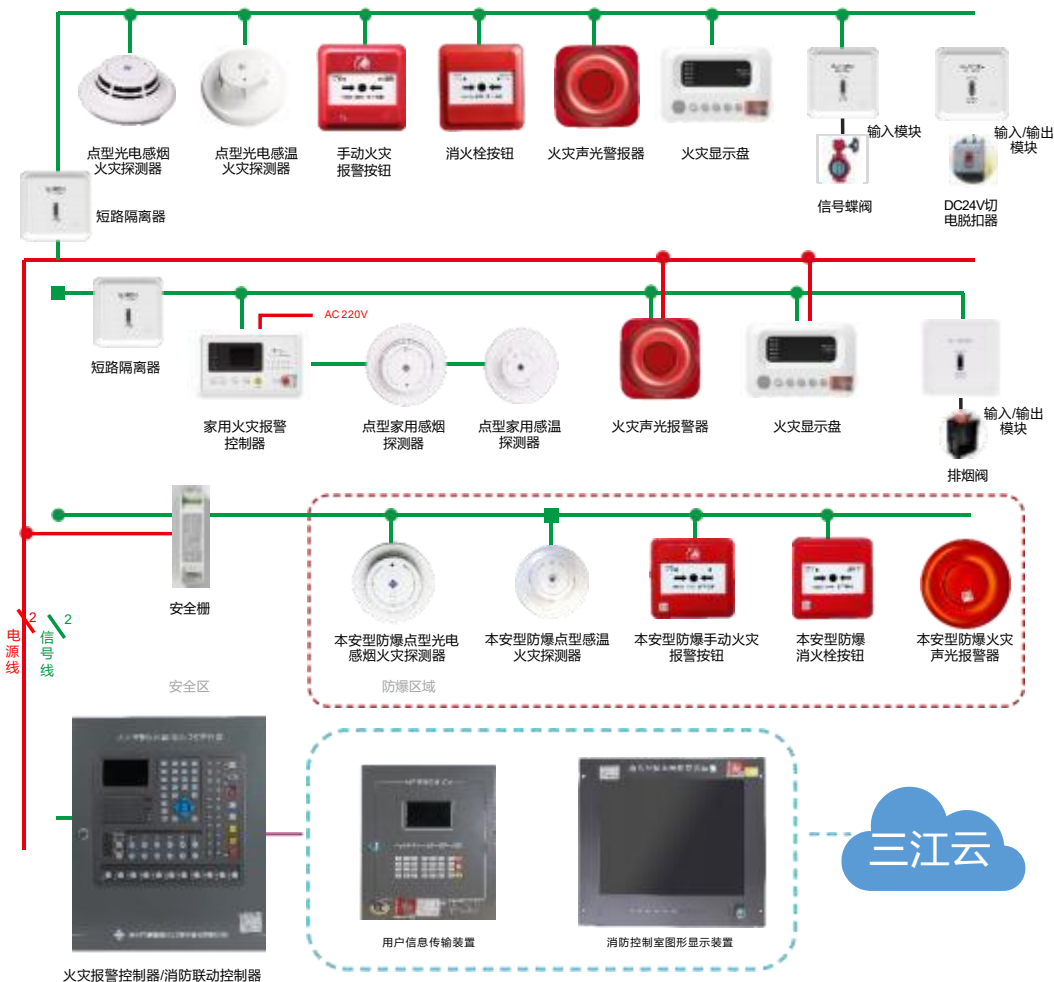 点型光电感烟
火灾探测器
点型光电感温
火灾探测器
手动火灾
报警按钮
消火栓按钮
火灾声光警报器
火灾显示盘
输入模块
输入/输出
模块
信号蝶阀
DC24V切
电脱扣器
短路隔离器
短路隔离器
AC 220V
家用火灾报警
控制器
点型家用感烟
探测器
点型家用感温
探测器
火灾声光报警器
火灾显示盘
输入/输出
模块
排烟阀
安全栅
本安型防爆点型光电
感烟火灾探测器
本安型防爆点型感温
火灾探测器
本安型防爆手动火灾
报警按钮
本安型防爆
消火栓按钮
本安型防爆火灾
声光报警器
2
电源线
2
信号线
安全区
防爆区域
三江云
用户信息传输装置
消防控制室图形显示装置
火灾报警控制器/消防联动控制器